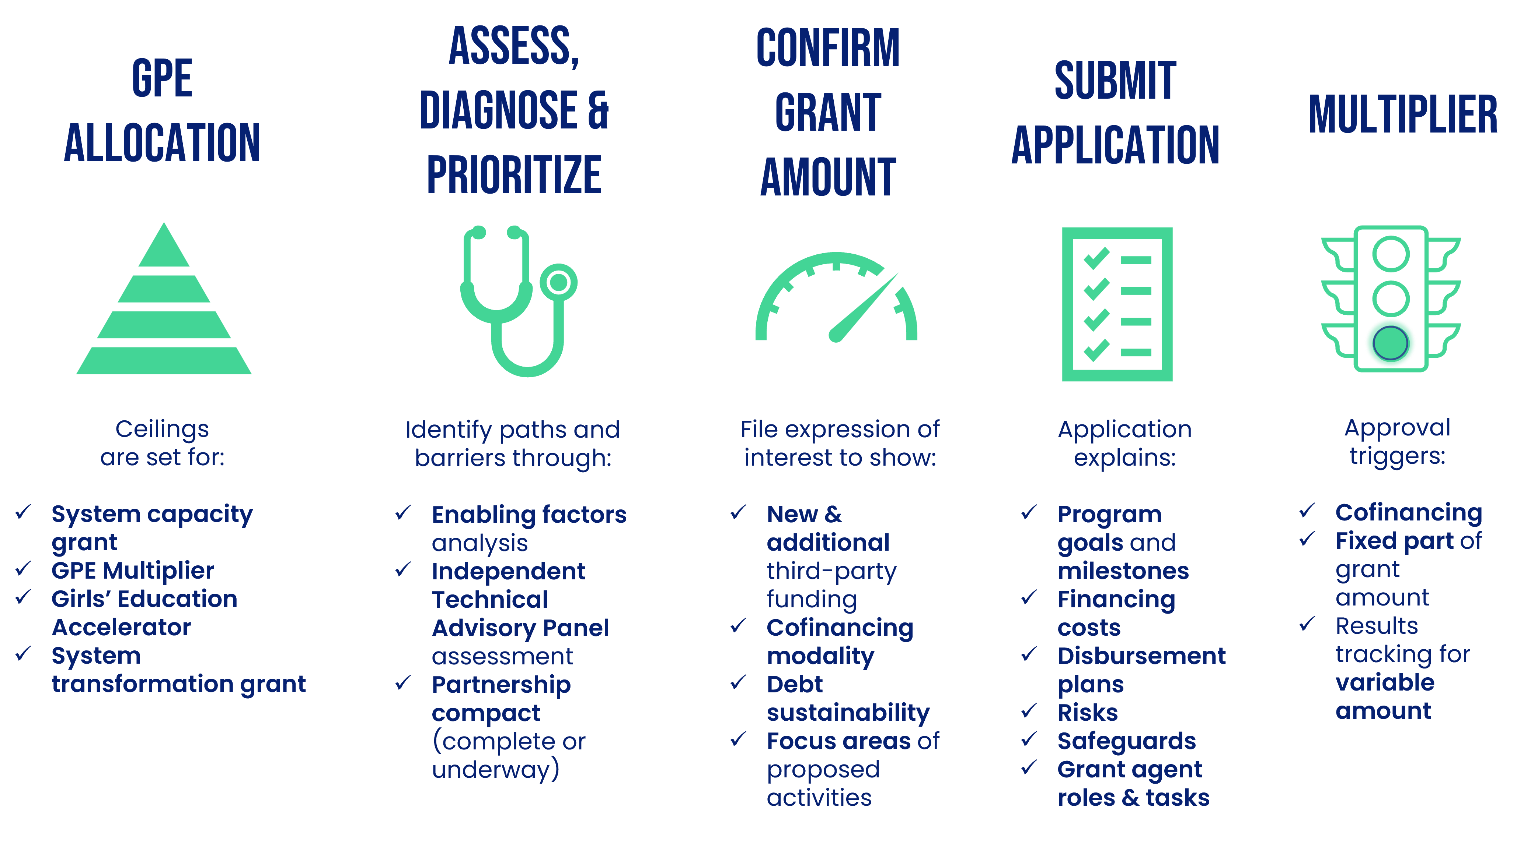 GPE
ALLOCATION
Ceilings
are set for:
✓ System capacity
grant
✓ GPE Multiplier
✓ Girls’ Education
Accelerator
✓ System
transformation grant
ASSESS,
DIAGNOSE &
PRIORITIZE
Identify paths and
barriers through:
✓ Enabling factors
analysis
✓ Independent
Technical
Advisory Panel
assessment
✓ Partnership
compact
(complete or
underway)
CONFIRM
GRANT
AMOUNT
File expression of
interest to show:
✓ New &
additional
third-party
funding
✓ Cofinancing
modality
✓ Debt
sustainability
✓ Focus areas of
proposed
activities
SUBMIT
APPLICATION
Application
explains:
✓ Program
goals and
milestones
✓ Financing
costs
✓ Disbursement
plans
✓ Risks
✓ Safeguards
✓ Grant agent
roles & tasks
MULTIPLIER
Approval
triggers:
✓ Cofinancing
✓ Fixed part of
grant
amount
✓ Results
tracking for
variable
amount